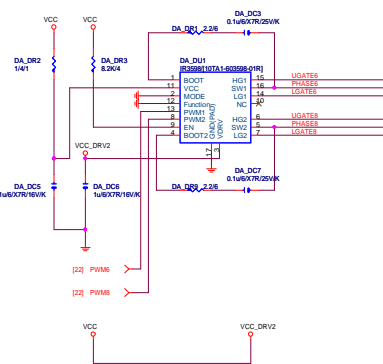 VCC
VCC
DA_DC3
0.1u/6/X7R/25V/K
DA_DR1 2.2/6
DA_DR2
1/4/1
DA_DR3
8.2K/4
DA_DU1
IR3598[10TA1-603598-01R]
1 BOOT HG1 15 UGATE6
11 VCC SW1 16 PHASE6
2 MODE LG1 14 LGATE6
12 Function NC 10
13 PWM1
8 PWM2 HG2 6 UGATE8
9 EN SW2 5 PHASE8
4 BOOT2 LG2 7 LGATE8
GND(PAD)
VDRV
17 3
VCC_DRV2
DA_DC5
1u/6/X7R/16V/K
DA_DC6
1u/6/X7R/16V/K
DA_DR9 2.2/6
DA_DC7
0.1u/6/X7R/25V/K
[22] PWM6
[22] PWM8
VCC
VCC_DRV2